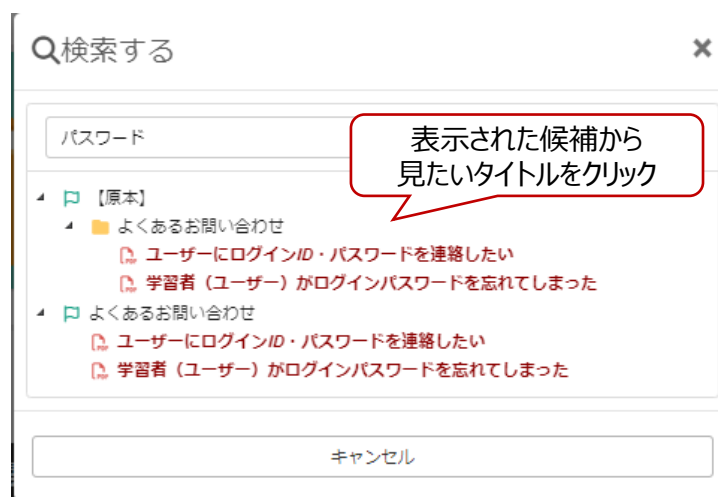 検索する
パスワード
表示された候補から
見たいタイトルをクリック
【原本】
よくあるお問い合わせ
ユーザーにログインID・パスワードを連絡したい
学習者（ユーザー）がログインパスワードを忘れてしまった
よくあるお問い合わせ
ユーザーにログインID・パスワードを連絡したい
学習者（ユーザー）がログインパスワードを忘れてしまった
キャンセル